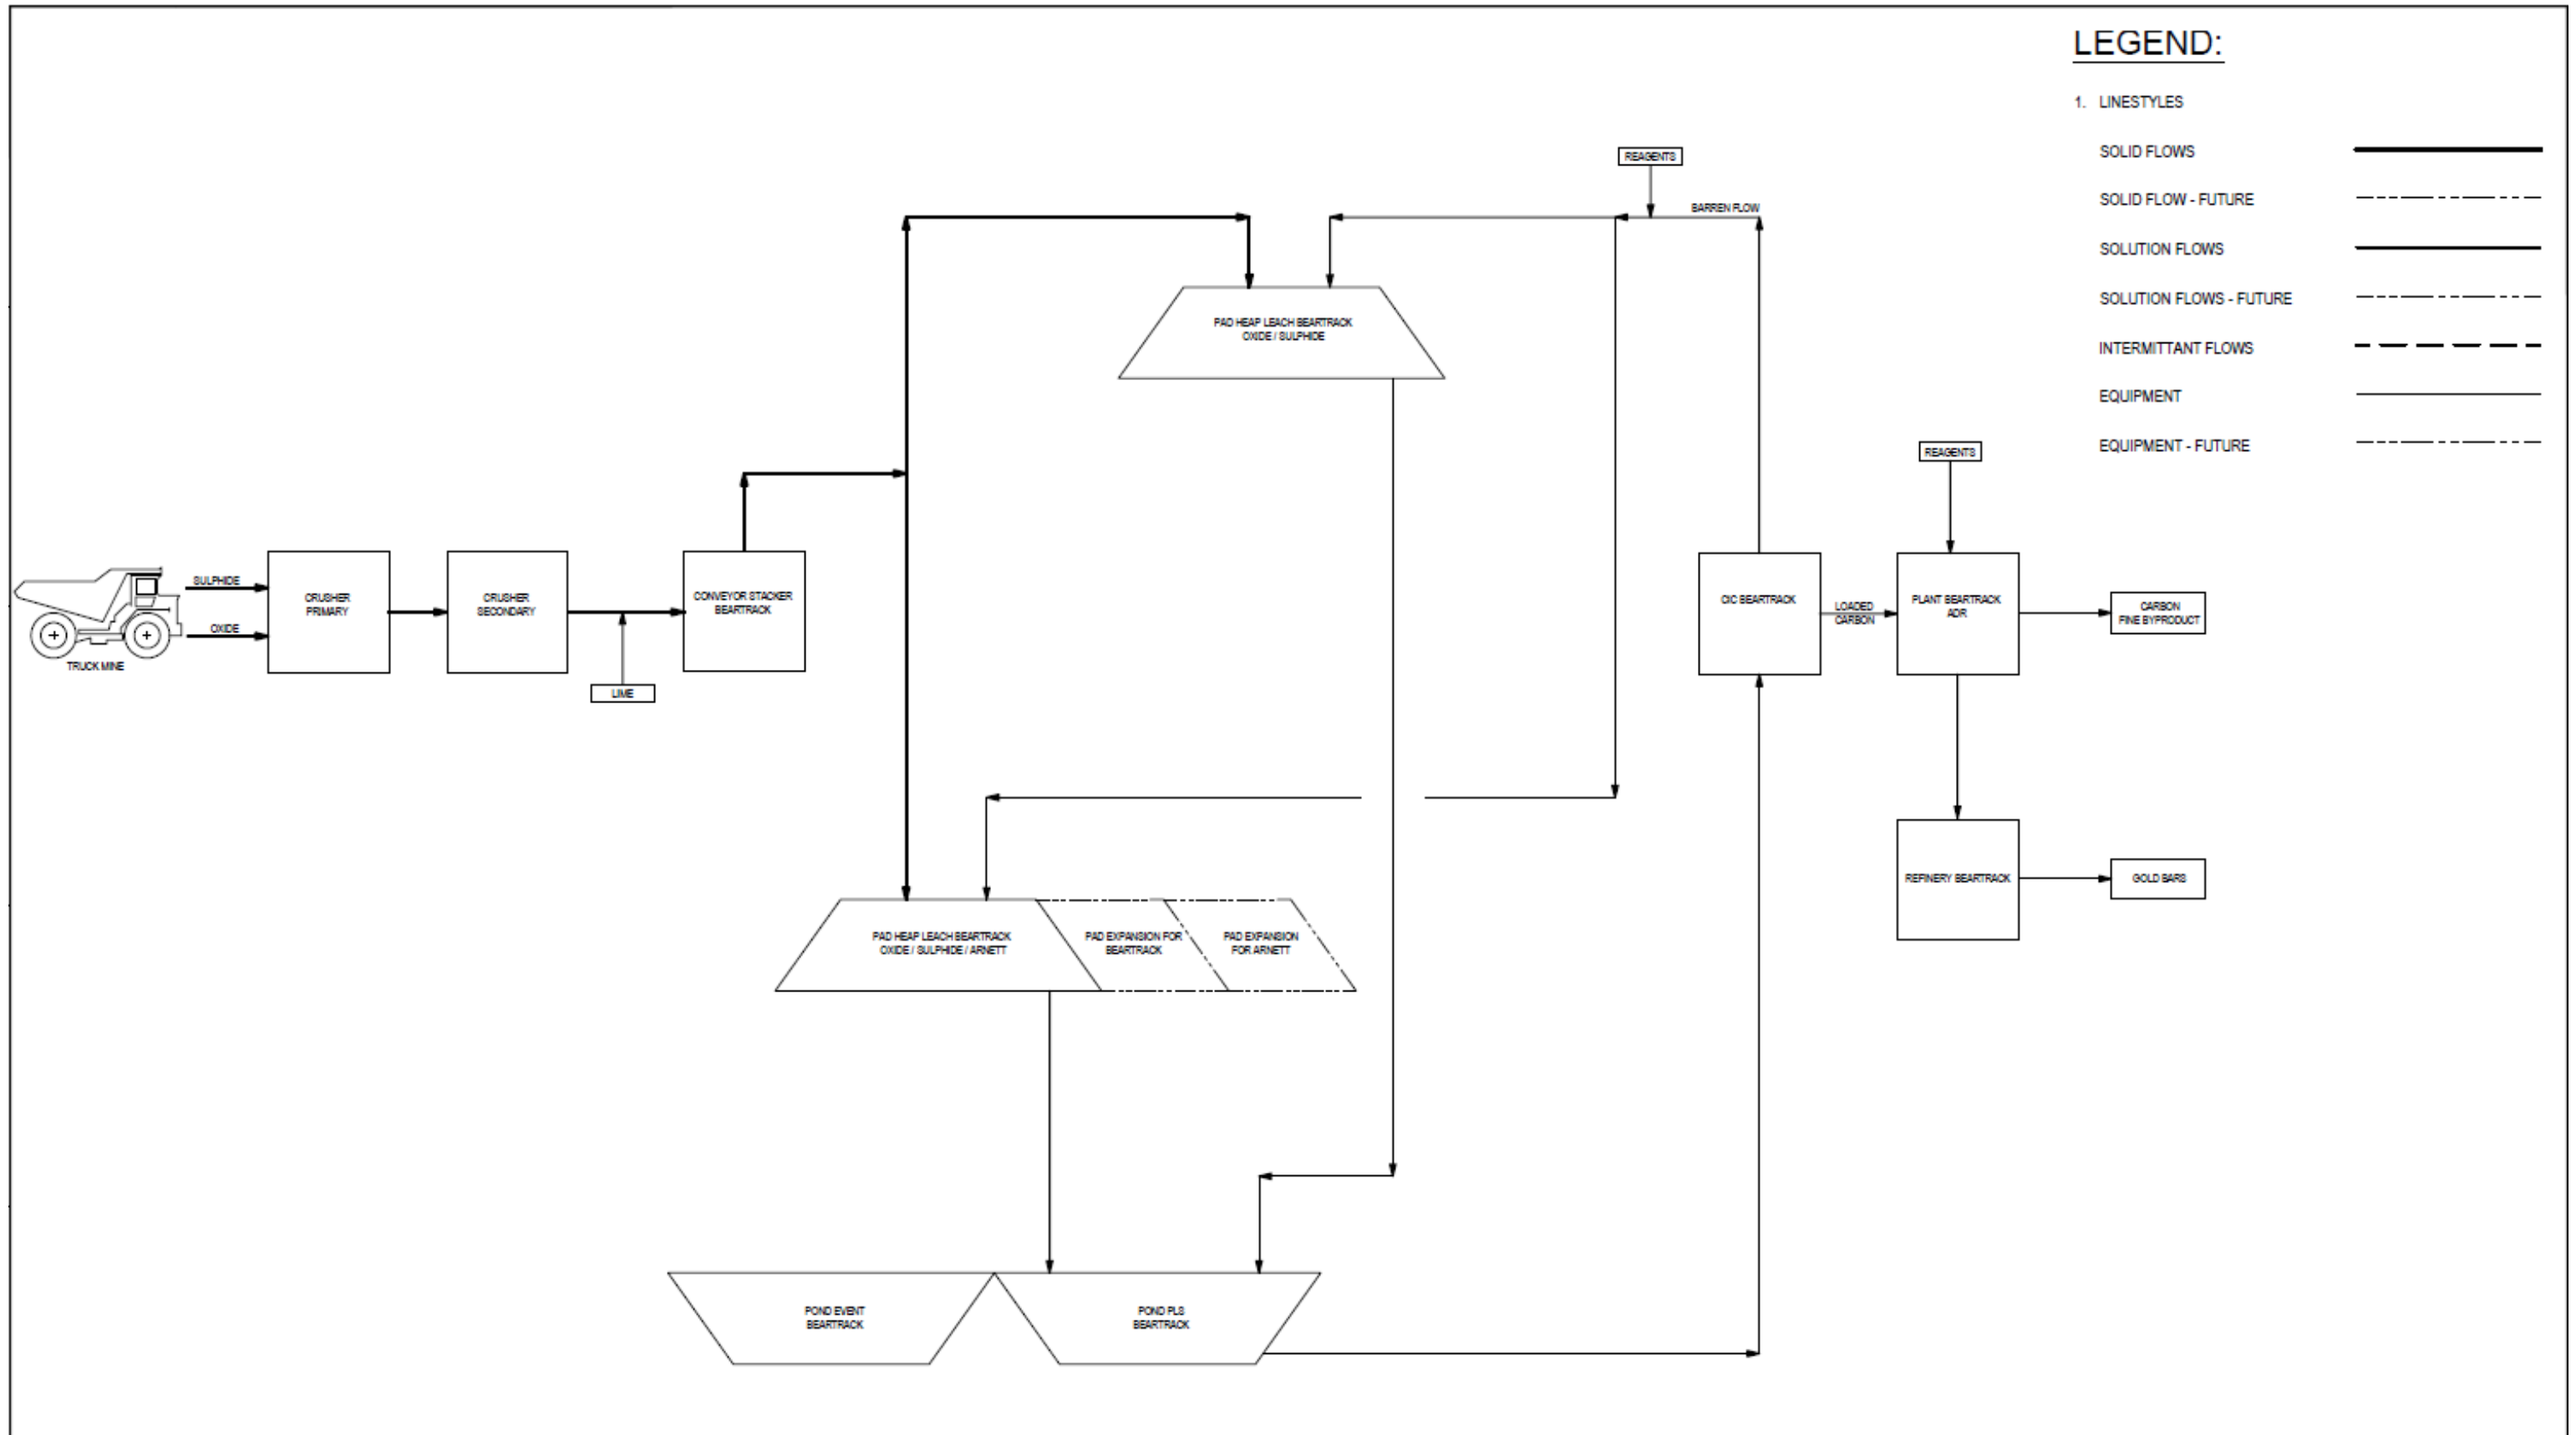 LEGEND:
1. LINESTYLES
SOLID FLOWS
SOLID FLOW - FUTURE
SOLUTION FLOWS
SOLUTION FLOWS - FUTURE
INTERMITTANT FLOWS
EQUIPMENT
EQUIPMENT - FUTURE
REAGENTS
BARREN FLOW
PAD HEAP LEACH BEARTRACK
OXIDE / SULPHIDE
REAGENTS
SULPHIDE
OXIDE
TRUCK MINE
CRUSHER
PRIMARY
CRUSHER
SECONDARY
LIME
CONVEYOR STACKER
BEARTRACK
CIC BEARTRACK
LOADED
CARBON
PLANT BEARTRACK
ADR
CARBON
FINE BYPRODUCT
REFINERY BEARTRACK
GOLD BARS
PAD HEAP LEACH BEARTRACK
OXIDE / SULPHIDE / ARNETT
PAD EXPANSION FOR
BEARTRACK
PAD EXPANSION
FOR ARNETT
POND EVENT
BEARTRACK
POND PLS
BEARTRACK